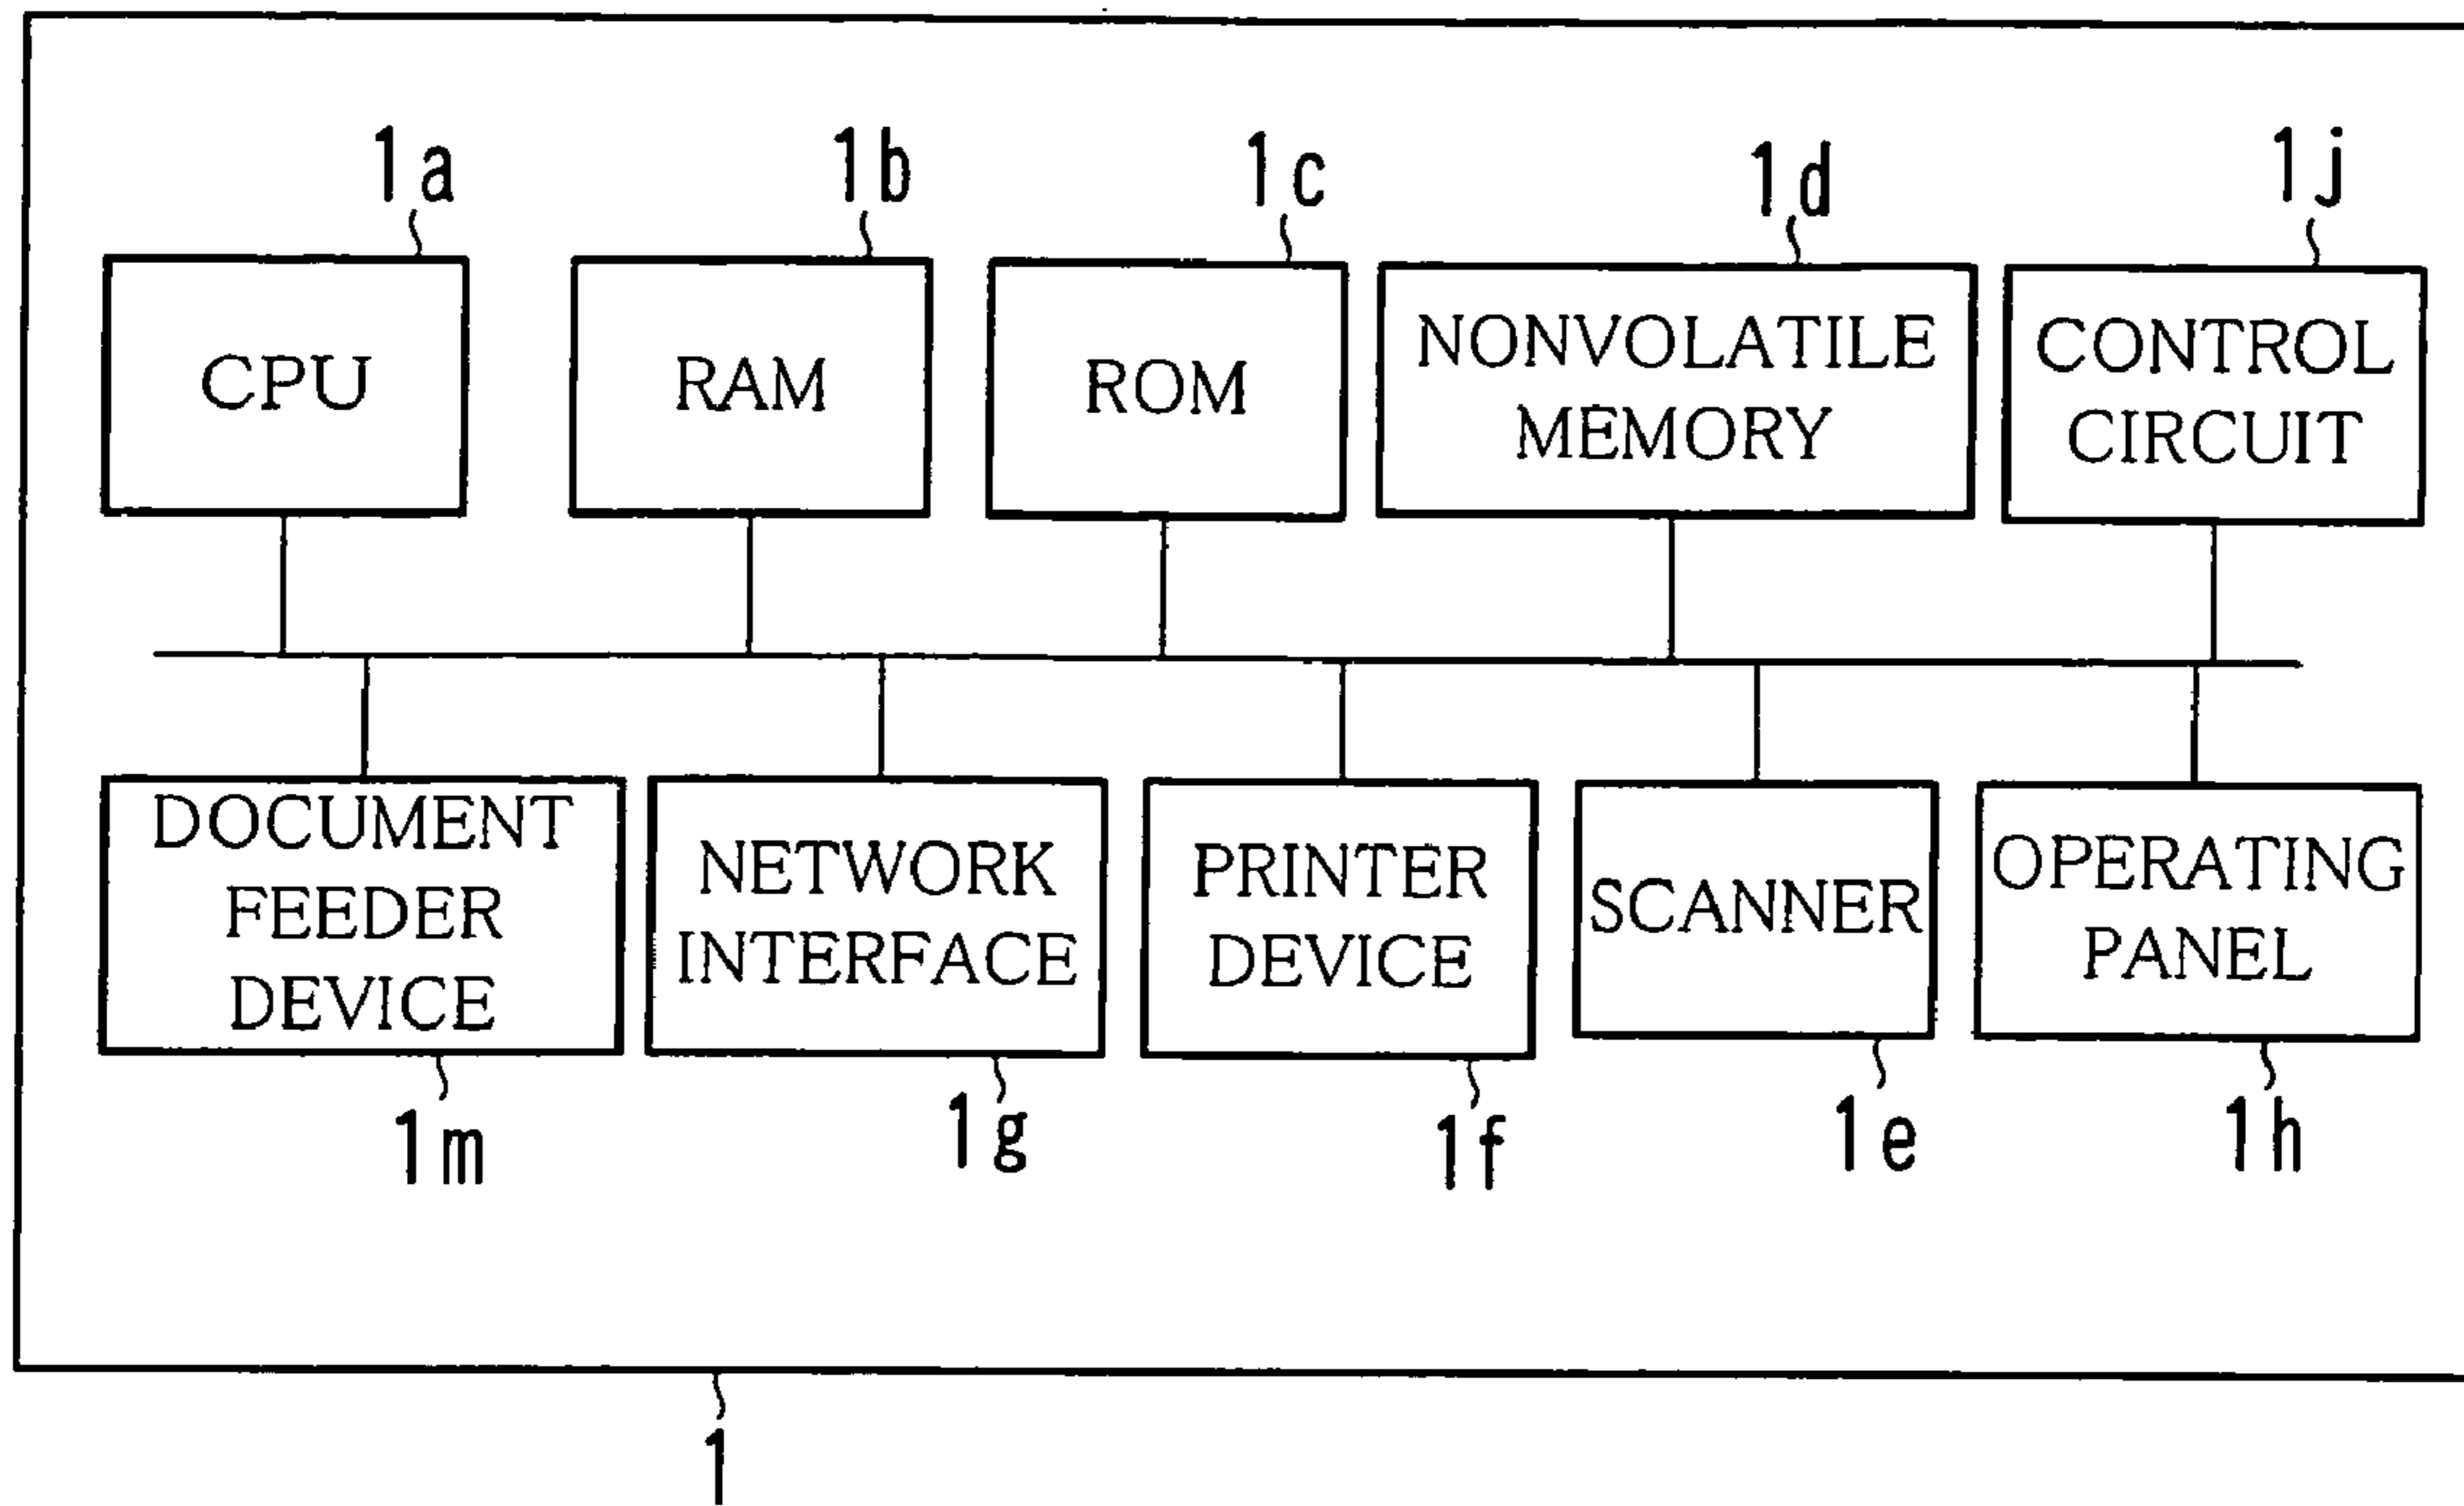 1a
1b
1c
1d
1j
CPU
RAM
ROM
NONVOLATILE
MEMORY
CONTROL
CIRCUIT
DOCUMENT
FEEDER
DEVICE
NETWORK
INTERFACE
PRINTER
DEVICE
SCANNER
OPERATING
PANEL
1m
1g
1f
1e
1h
1